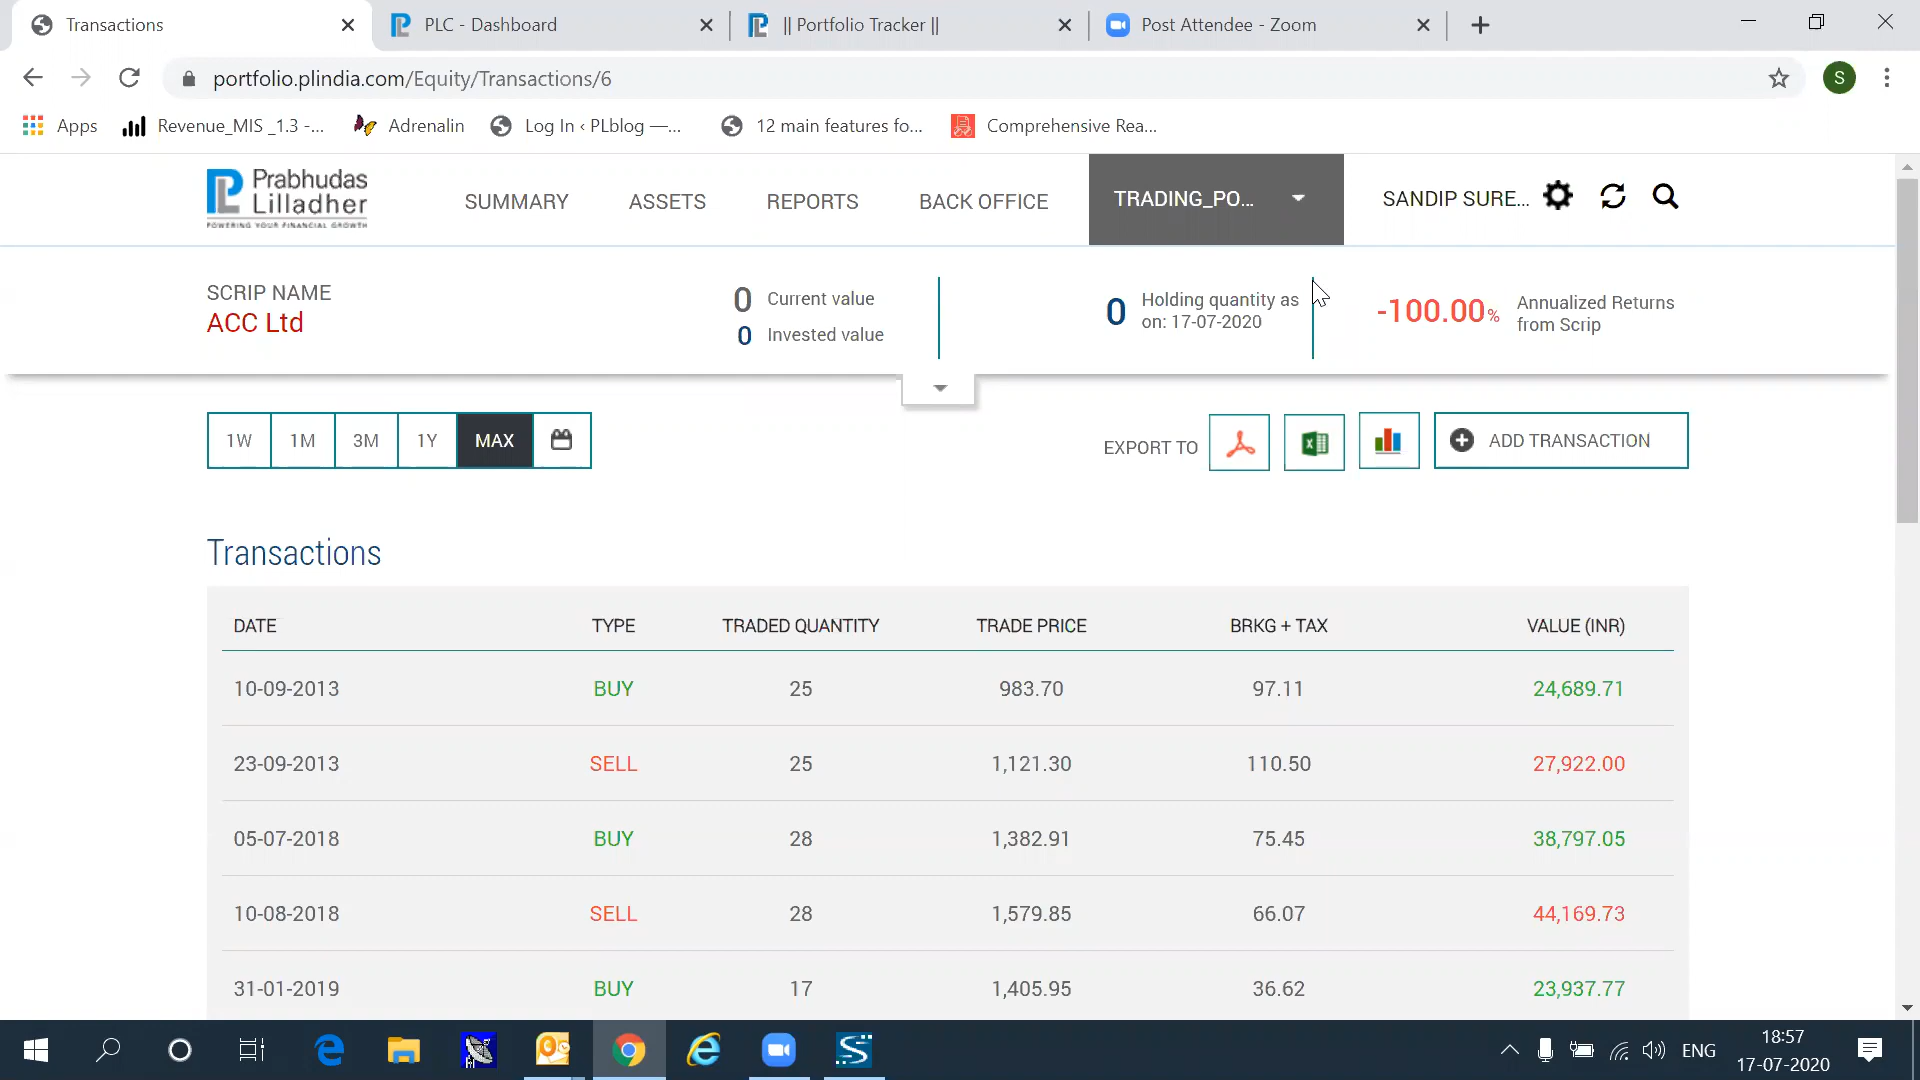 Transactions
PLC - Dashboard
|| Portfolio Tracker ||
Post Attendee - Zoom
portfolio.plindia.com/Equity/Transactions/6
S
Apps
Revenue_MIS _1.3 -...
Adrenalin
Log In ‹ PLblog —...
12 main features fo...
Comprehensive Rea...
Prabhudas
Lilladher
POWERING YOUR FINANCIAL GROWTH
SUMMARY
ASSETS
REPORTS
BACK OFFICE
TRADING_PO...
SANDIP SURE...
SCRIP NAME
ACC Ltd
0 Current value
0 Invested value
0 Holding quantity as
on: 17-07-2020
-100.00% Annualized Returns
from Scrip
1W 1M 3M 1Y MAX
EXPORT TO
ADD TRANSACTION
Transactions
DATE TYPE TRADED QUANTITY TRADE PRICE BRKG + TAX VALUE (INR)
10-09-2013 BUY 25 983.70 97.11 24,689.71
23-09-2013 SELL 25 1,121.30 110.50 27,922.00
05-07-2018 BUY 28 1,382.91 75.45 38,797.05
10-08-2018 SELL 28 1,579.85 66.07 44,169.73
31-01-2019 BUY 17 1,405.95 36.62 23,937.77
ENG
18:57
17-07-2020